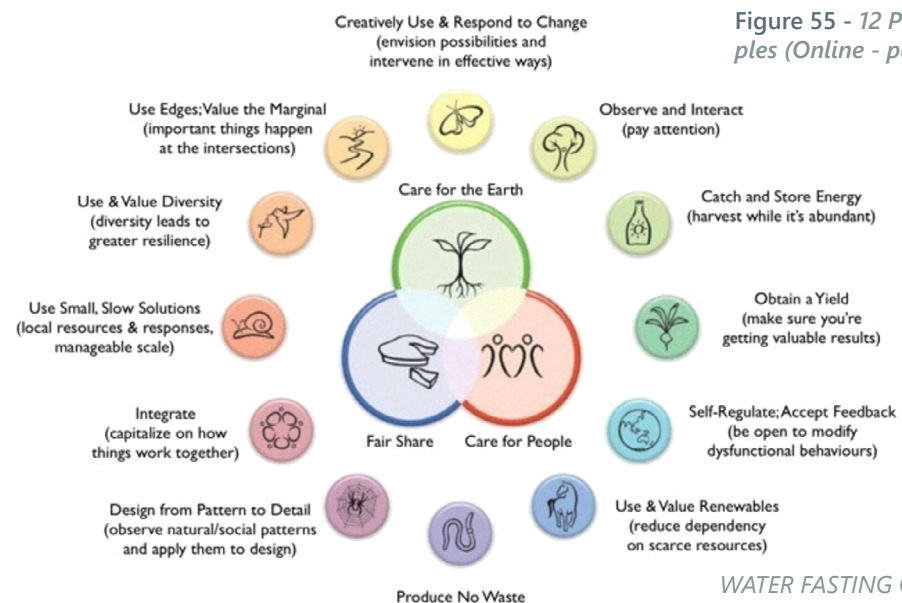 Creatively Use & Respond to Change
(envision possibilities and
intervene in effective ways)
Figure 55 - 12 P
ples (Online - p
Use Edges; Value the Marginal
(important things happen
at the intersections)
Observe and Interact
(pay attention)
Care for the Earth
Use & Value Diversity
(diversity leads to
greater resilience)
Catch and Store Energy
(harvest while it's abundant)
Use Small, Slow Solutions
(local resources & responses,
manageable scale)
Obtain a Yield
(make sure you're
getting valuable results)
Integrate
(capitalize on how
things work together)
Fair Share
Care for People
Self-Regulate; Accept Feedback
(be open to modify
dysfunctional behaviours)
Design from Pattern to Detail
(observe natural/social patterns
and apply them to design)
Use & Value Renewables
(reduce dependency
on scarce resources)
Produce No Waste
WATER FASTING